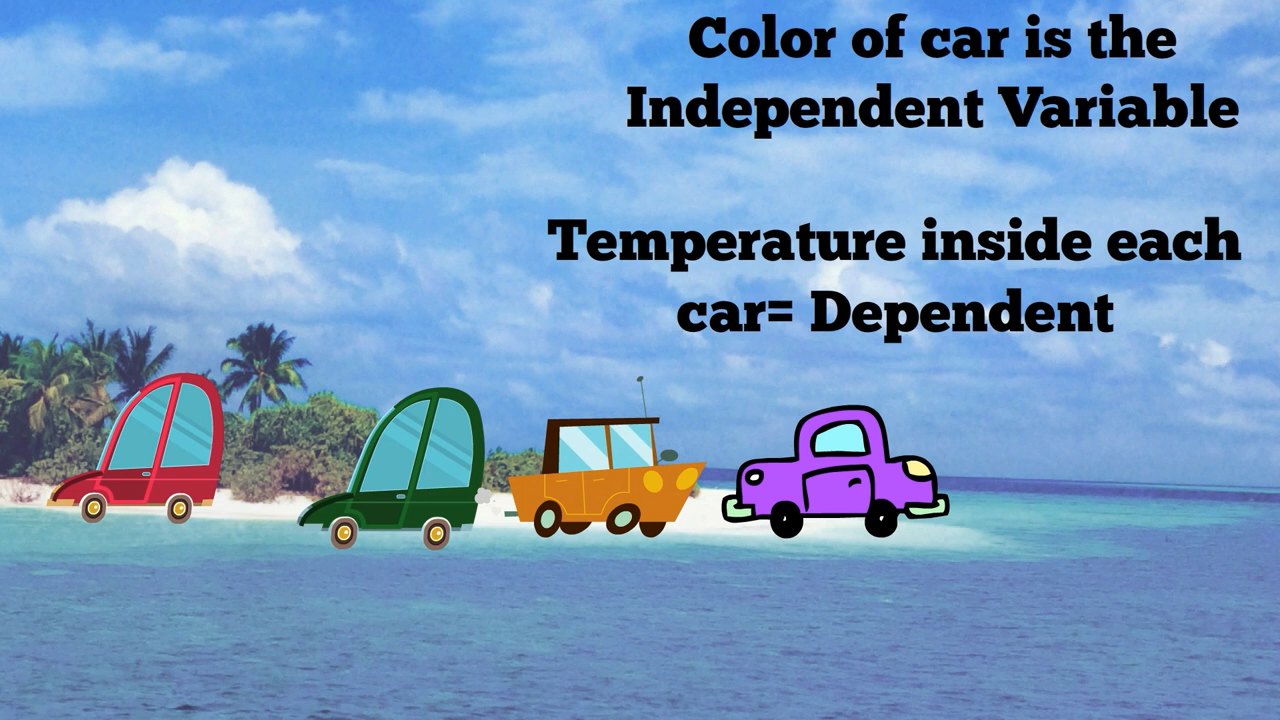 Color of car is the
Independent Variable
Temperature inside each
car= Dependent